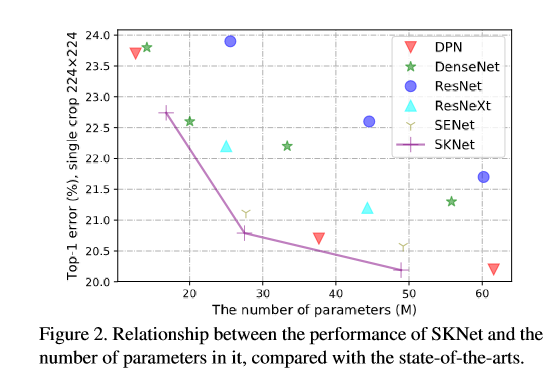 24.0
23.5
23.0
22.5
22.0
21.5
21.0
20.5
20.0
Top-1 error (%), single crop 224×224
DPN
DenseNet
ResNet
ResNeXt
SENet
SKNet
20 30 40 50 60
The number of parameters (M)
Figure 2. Relationship between the performance of SKNet and the
number of parameters in it, compared with the state-of-the-arts.